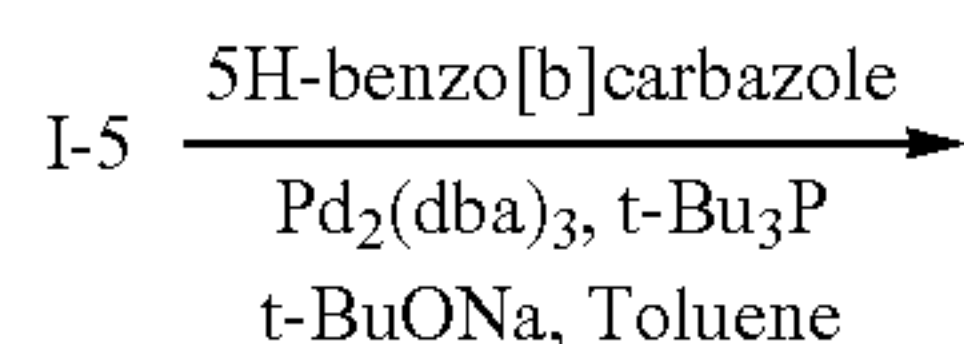 5H-benzo[b]carbazole
I-5
Pd₂(dba)₃, t-Bu₃P
t-BuONa, Toluene